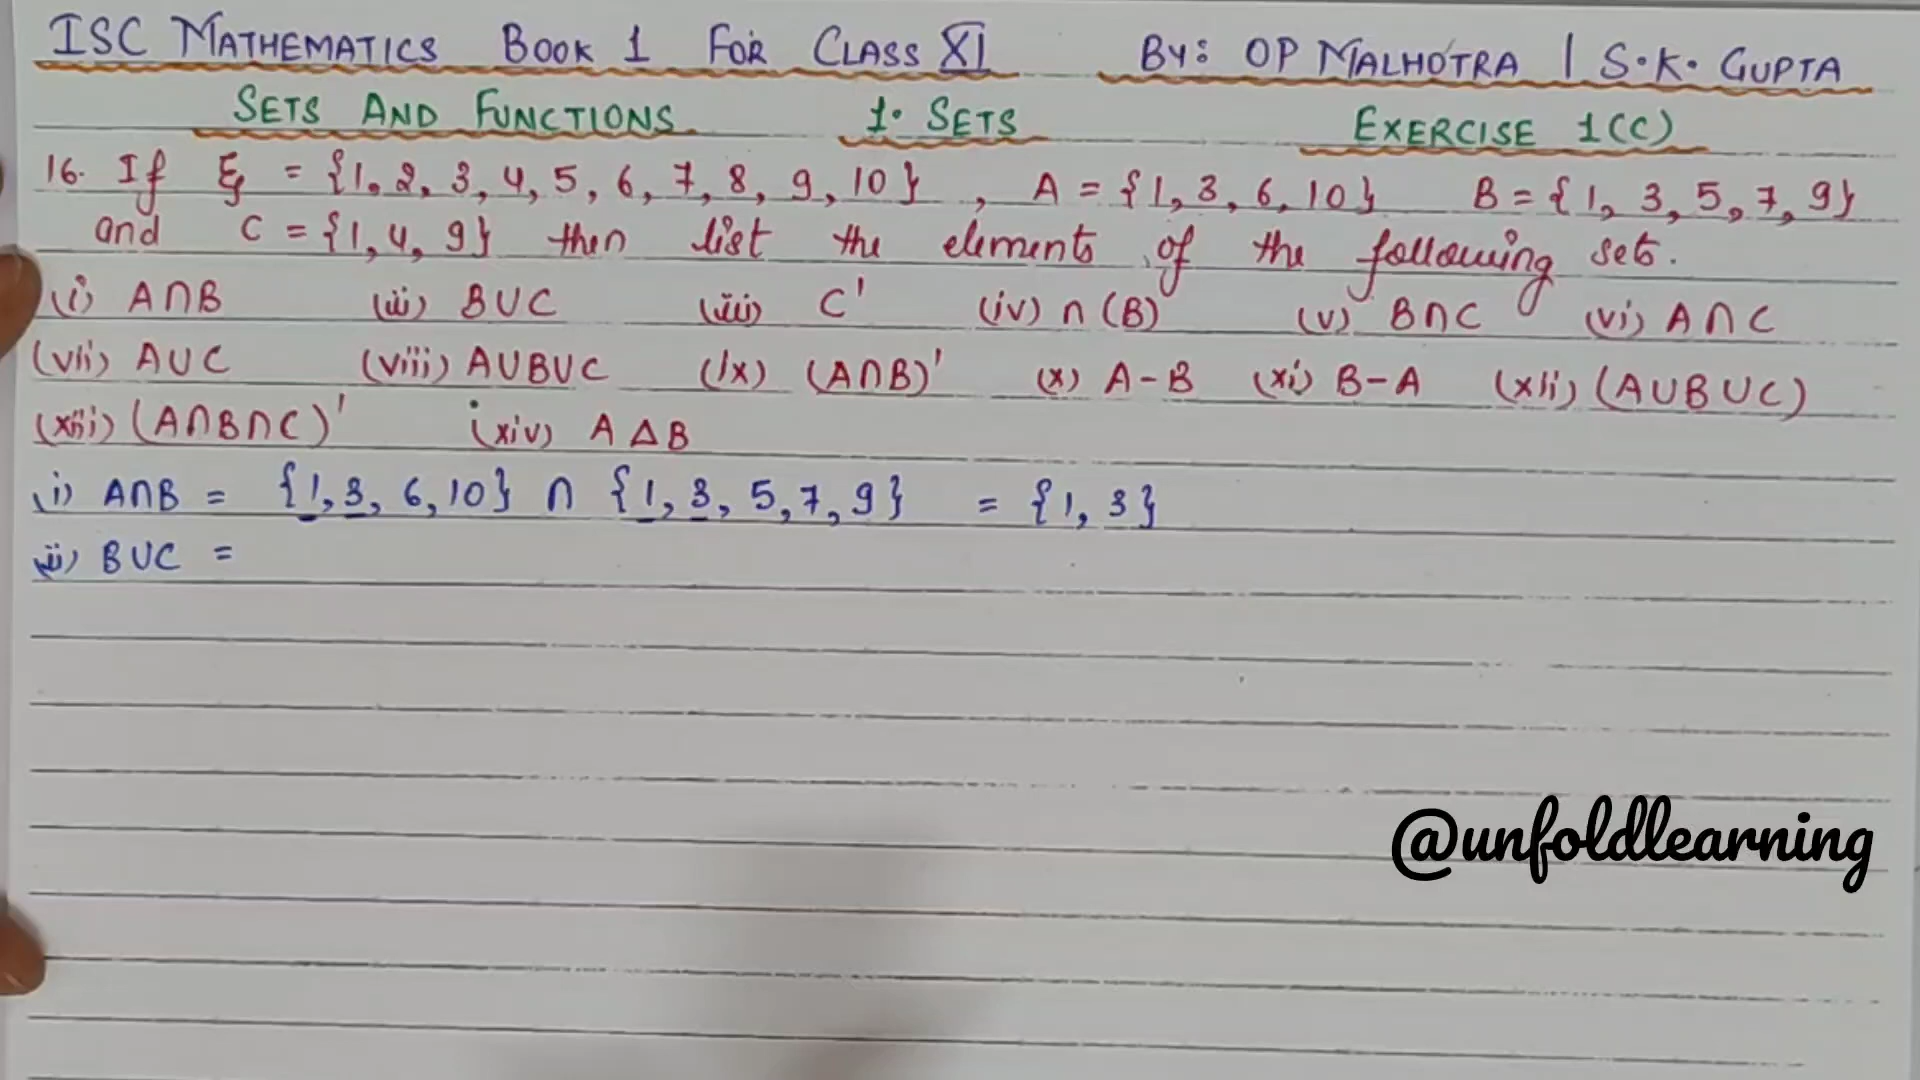 ISC MATHEMATICS BOOK 1 FOR CLASS XI BY: OP MALHOTRA | S.K. GUPTA
SETS AND FUNCTIONS 1. SETS EXERCISE 1(C)
16. If ξ = {1, 2, 3, 4, 5, 6, 7, 8, 9, 10}, A = {1, 3, 6, 10} B = {1, 3, 5, 7, 9}
and C = {1, 4, 9} then list the elements of the following sets.
(i) A∩B (ii) B∪C (iii) C' (iv) n(B) (v) B∩C (vi) A∩C
(vii) A∪C (viii) A∪B∪C (ix) (A∩B)' (x) A-B (xi) B-A (xii) (A∪B∪C)
(xiii) (A∩B∩C)' (xiv) A Δ B
(i) A∩B = {1, 3, 6, 10} ∩ {1, 3, 5, 7, 9} = {1, 3}
(ii) B∪C =
@unfoldlearning